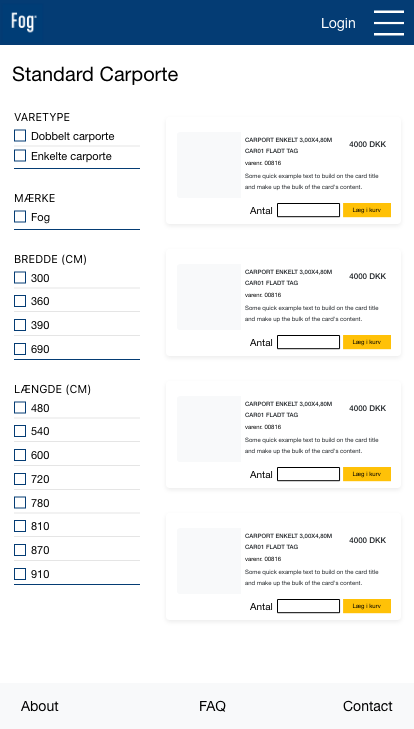 Fog
Login
Standard Carporte
VARETYPE
Dobbelt carporte
Enkelte carporte
MÆRKE
Fog
BREDDE (CM)
300
360
390
690
LÆNGDE (CM)
480
540
600
720
780
810
870
910
CARPORT ENKELT 3,00X4,80M
CAR01 FLADT TAG
4000 DKK
varenr. 00816
Some quick example text to build on the card title
and make up the bulk of the card's content.
Antal
Læg i kurv
CARPORT ENKELT 3,00X4,80M
CAR01 FLADT TAG
4000 DKK
varenr. 00816
Some quick example text to build on the card title
and make up the bulk of the card's content.
Antal
Læg i kurv
CARPORT ENKELT 3,00X4,80M
CAR01 FLADT TAG
4000 DKK
varenr. 00816
Some quick example text to build on the card title
and make up the bulk of the card's content.
Antal
Læg i kurv
CARPORT ENKELT 3,00X4,80M
CAR01 FLADT TAG
4000 DKK
varenr. 00816
Some quick example text to build on the card title
and make up the bulk of the card's content.
Antal
Læg i kurv
About
FAQ
Contact